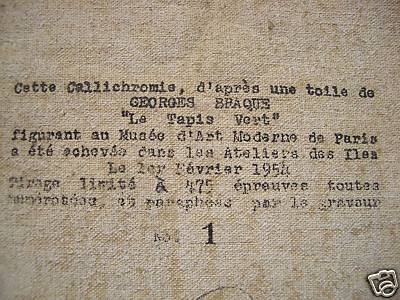 Cette Callichromie, d'après une toile de
GEORGES BRAQUE
"Le Tapis Vert"
figurant au Musée d'Art Moderne de Paris
a été achevée dans les Ateliers des Iles
Le 1er Février 1954
Tirage limité à 475 épreuves toutes
numérotées, et paraphées par le graveur
No. 1